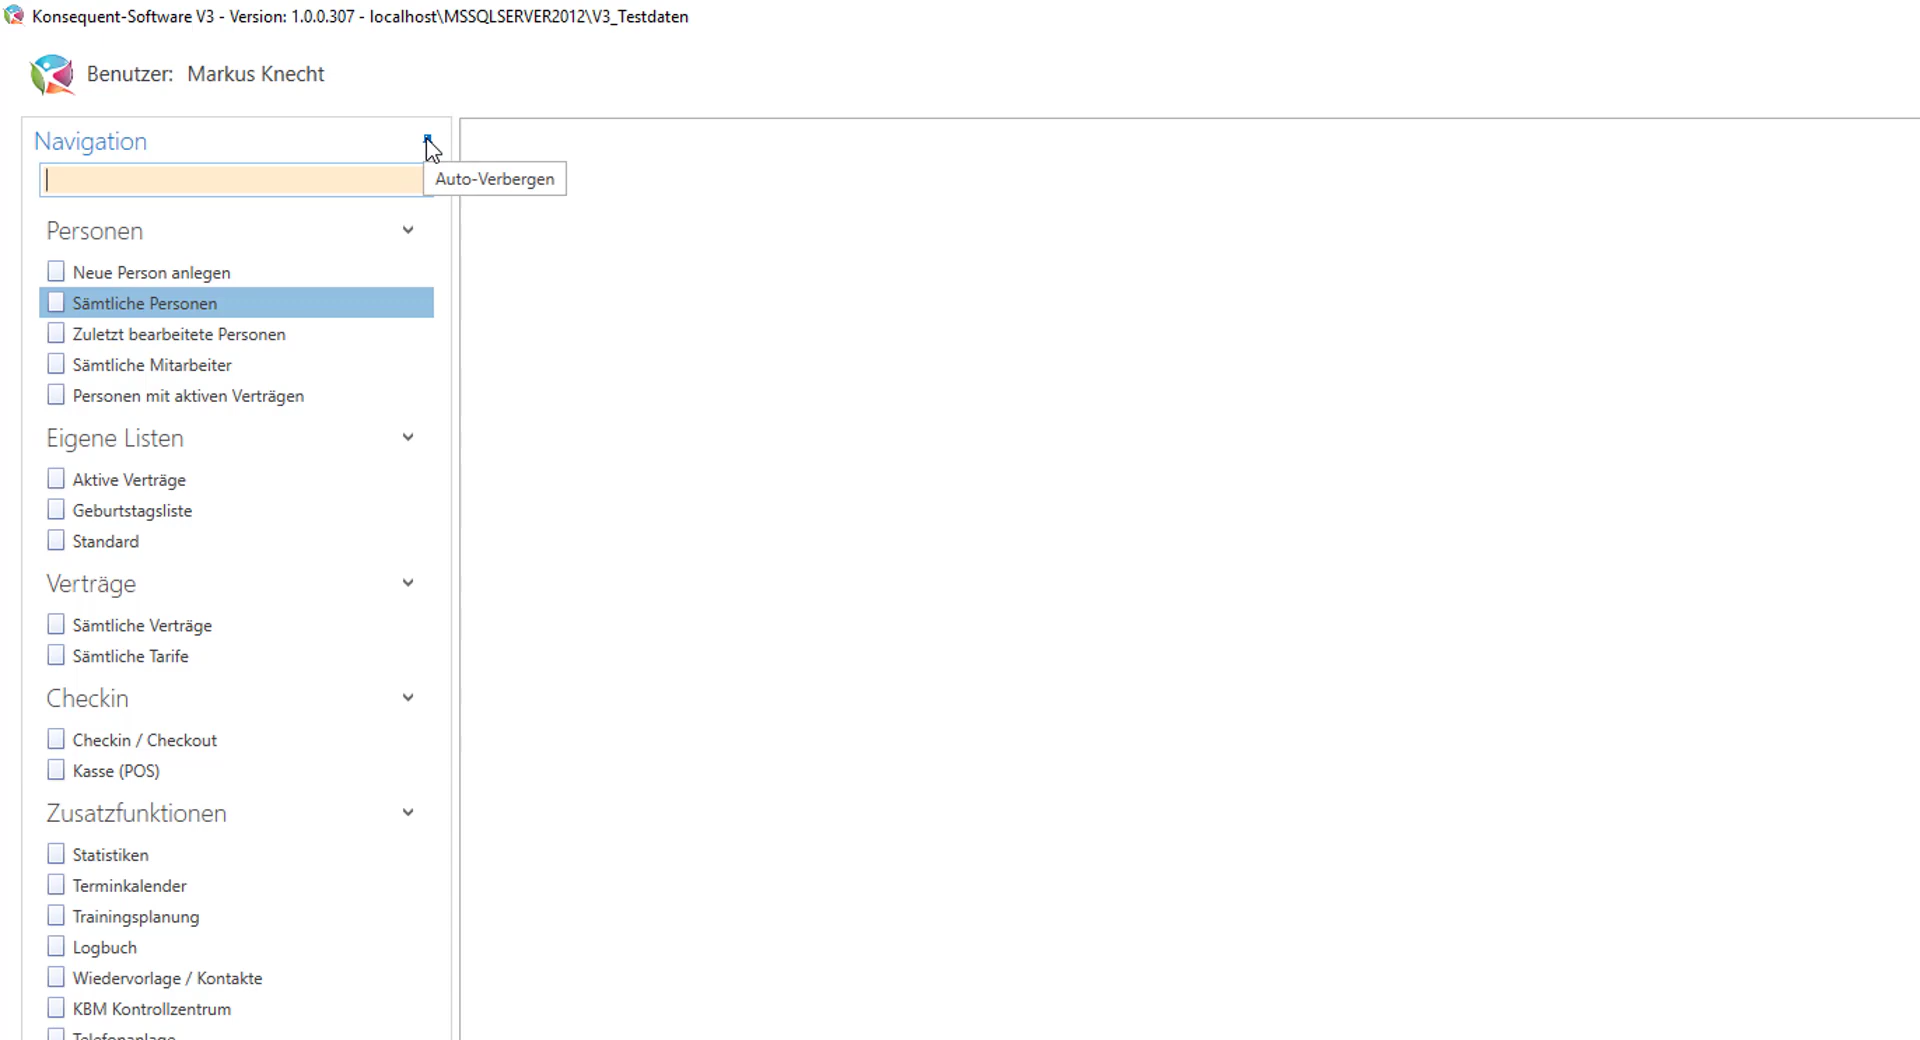 Konsequent-Software V3 - Version: 1.0.0.307 - localhost\MSSQLSERVER2012\V3_Testdaten
Benutzer: Markus Knecht
Navigation
Auto-Verbergen
Personen
Neue Person anlegen
Sämtliche Personen
Zuletzt bearbeitete Personen
Sämtliche Mitarbeiter
Personen mit aktiven Verträgen
Eigene Listen
Aktive Verträge
Geburtstagsliste
Standard
Verträge
Sämtliche Verträge
Sämtliche Tarife
Checkin
Checkin / Checkout
Kasse (POS)
Zusatzfunktionen
Statistiken
Terminkalender
Trainingsplanung
Logbuch
Wiedervorlage / Kontakte
KBM Kontrollzentrum
Telefonanlage